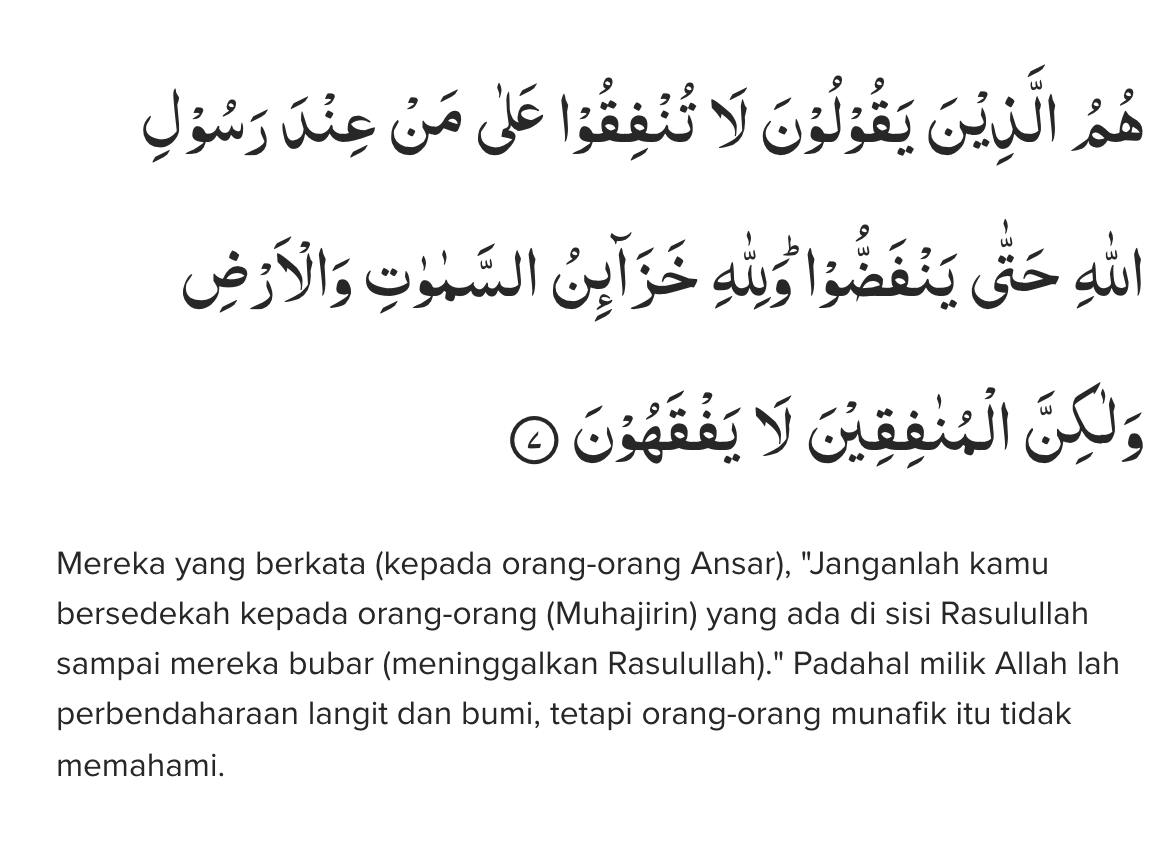 هُمُ الَّذِيْنَ يَقُوْلُوْنَ لَا تُنْفِقُوْا عَلٰى مَنْ عِنْدَ رَسُوْلِ
اللّٰهِ حَتّٰى يَنْفَضُّوْاۗ وَلِلّٰهِ خَزَاۤىِٕنُ السَّمٰوٰتِ وَالْاَرْضِ
وَلٰكِنَّ الْمُنٰفِقِيْنَ لَا يَفْقَهُوْنَ ٧
Mereka yang berkata (kepada orang-orang Ansar), "Janganlah kamu
bersedekah kepada orang-orang (Muhajirin) yang ada di sisi Rasulullah
sampai mereka bubar (meninggalkan Rasulullah)." Padahal milik Allah lah
perbendaharaan langit dan bumi, tetapi orang-orang munafik itu tidak
memahami.